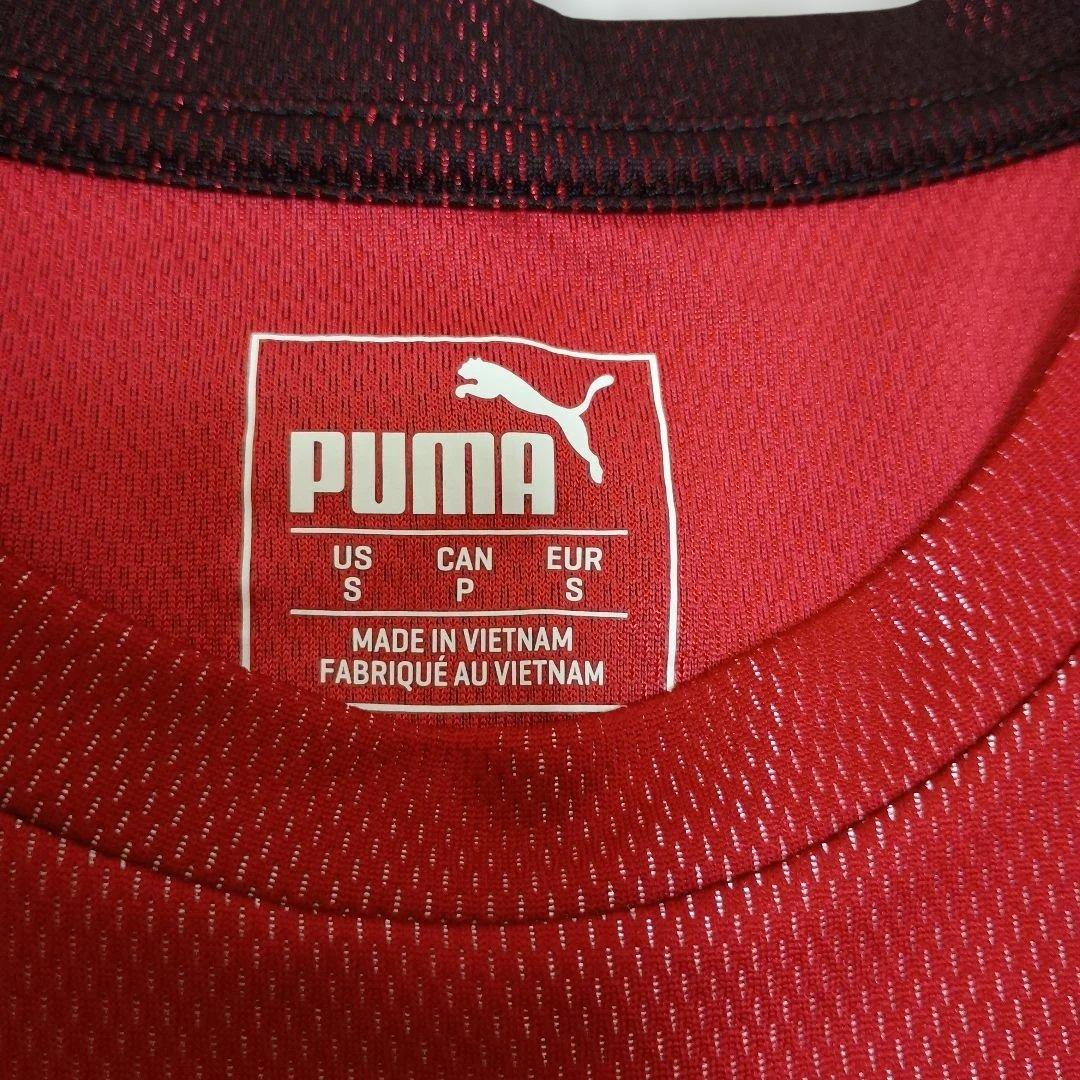 PUMA
US CAN EUR
S P S
MADE IN VIETNAM
FABRIQUÉ AU VIETNAM